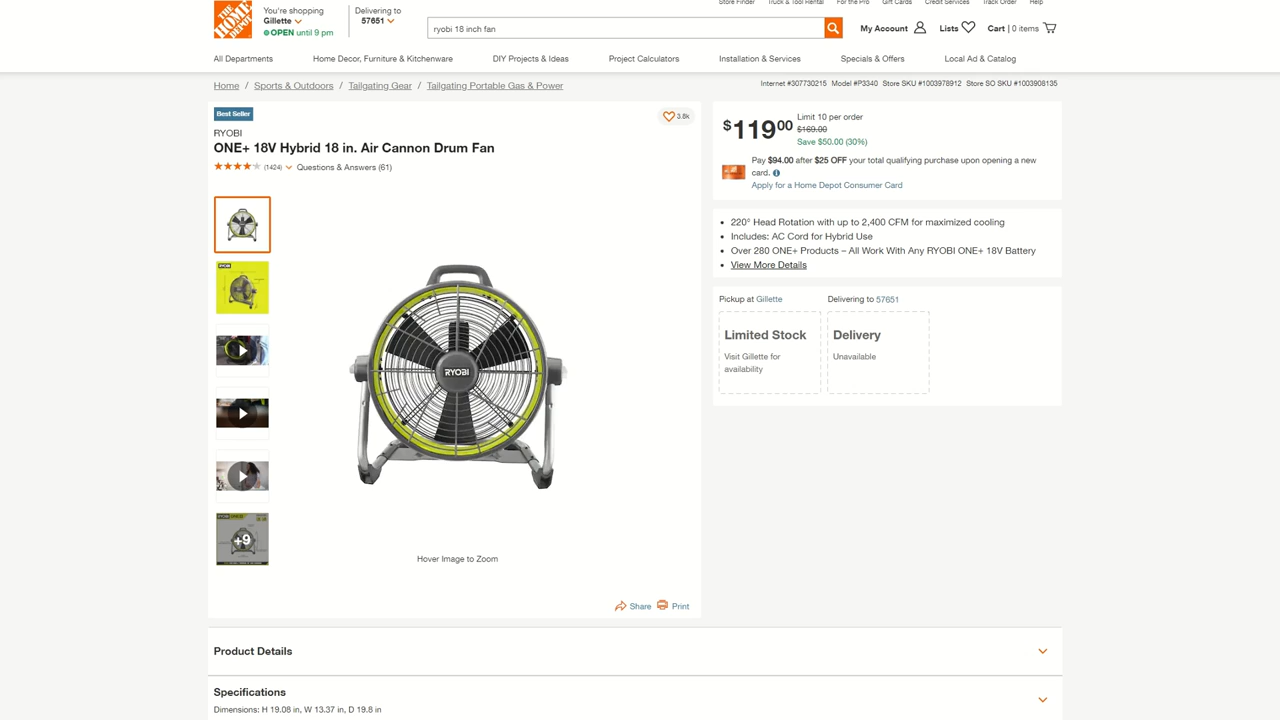 THE HOME DEPOT
You're shopping
Gillette
OPEN until 9 pm
Delivering to
57651
ryobi 18 inch fan
Store Finder
Truck & Tool Rental
For the Pro
Gift Cards
Credit Services
Track Order
Help
My Account
Lists
Cart | 0 items
All Departments
Home Decor, Furniture & Kitchenware
DIY Projects & Ideas
Project Calculators
Installation & Services
Specials & Offers
Local Ad & Catalog
Home / Sports & Outdoors / Tailgating Gear / Tailgating Portable Gas & Power
Internet #307730215 Model #P3340 Store SKU #1003978912 Store SO SKU #1003908135
Best Seller
3.8k
RYOBI
ONE+ 18V Hybrid 18 in. Air Cannon Drum Fan
(1424) Questions & Answers (61)
RYOBI
+9
RYOBI
Hover Image to Zoom
Share
Print
$119.00
Limit 10 per order
$169.00
Save $50.00 (30%)
Pay $94.00 after $25 OFF your total qualifying purchase upon opening a new
card.
Apply for a Home Depot Consumer Card
• 220° Head Rotation with up to 2,400 CFM for maximized cooling
• Includes: AC Cord for Hybrid Use
• Over 280 ONE+ Products – All Work With Any RYOBI ONE+ 18V Battery
• View More Details
Pickup at Gillette
Limited Stock
Visit Gillette for
availability
Delivering to 57651
Delivery
Unavailable
Product Details
Specifications
Dimensions: H 19.08 in, W 13.37 in, D 19.8 in